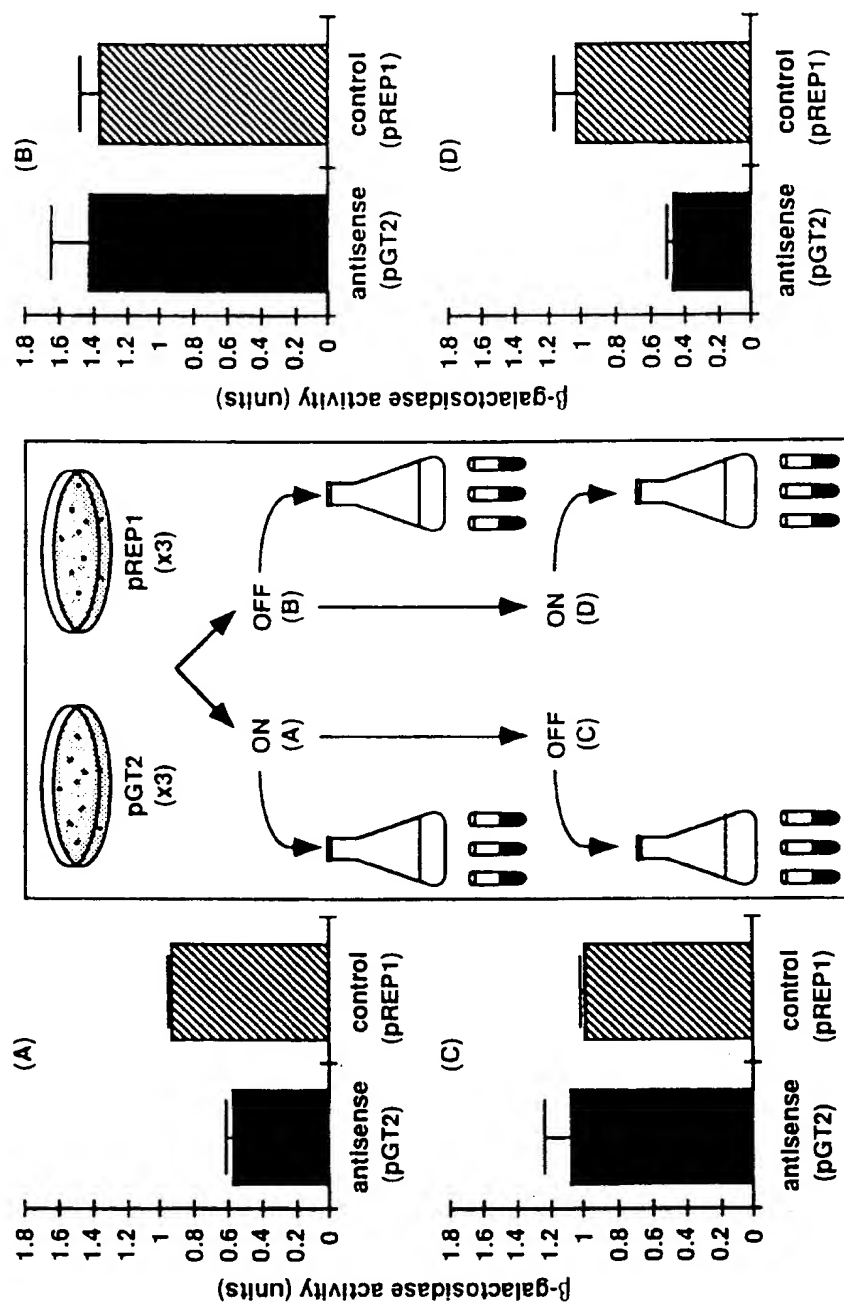 (A)
β-galactosidase activity (units)
1.8
1.6
1.4
1.2
1
0.8
0.6
0.4
0.2
0
antisense
(pGT2)
control
(pREP1)
(C)
1.8
1.6
1.4
1.2
1
0.8
0.6
0.4
0.2
0
antisense
(pGT2)
control
(pREP1)
pGT2
(x3)
pREP1
(x3)
ON
(A)
OFF
(B)
OFF
(C)
ON
(D)
(B)
β-galactosidase activity (units)
1.8
1.6
1.4
1.2
1
0.8
0.6
0.4
0.2
0
antisense
(pGT2)
control
(pREP1)
(D)
1.8
1.6
1.4
1.2
1
0.8
0.6
0.4
0.2
0
antisense
(pGT2)
control
(pREP1)